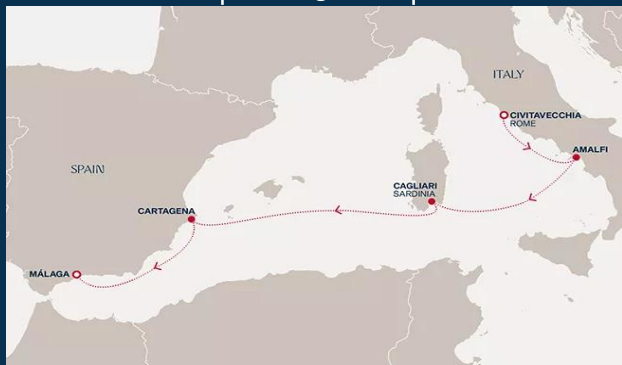 ITALY
CIVITAVECCHIA
ROME
AMALFI
SPAIN
CAGLIARI
SARDINIA
CARTAGENA
MÁLAGA